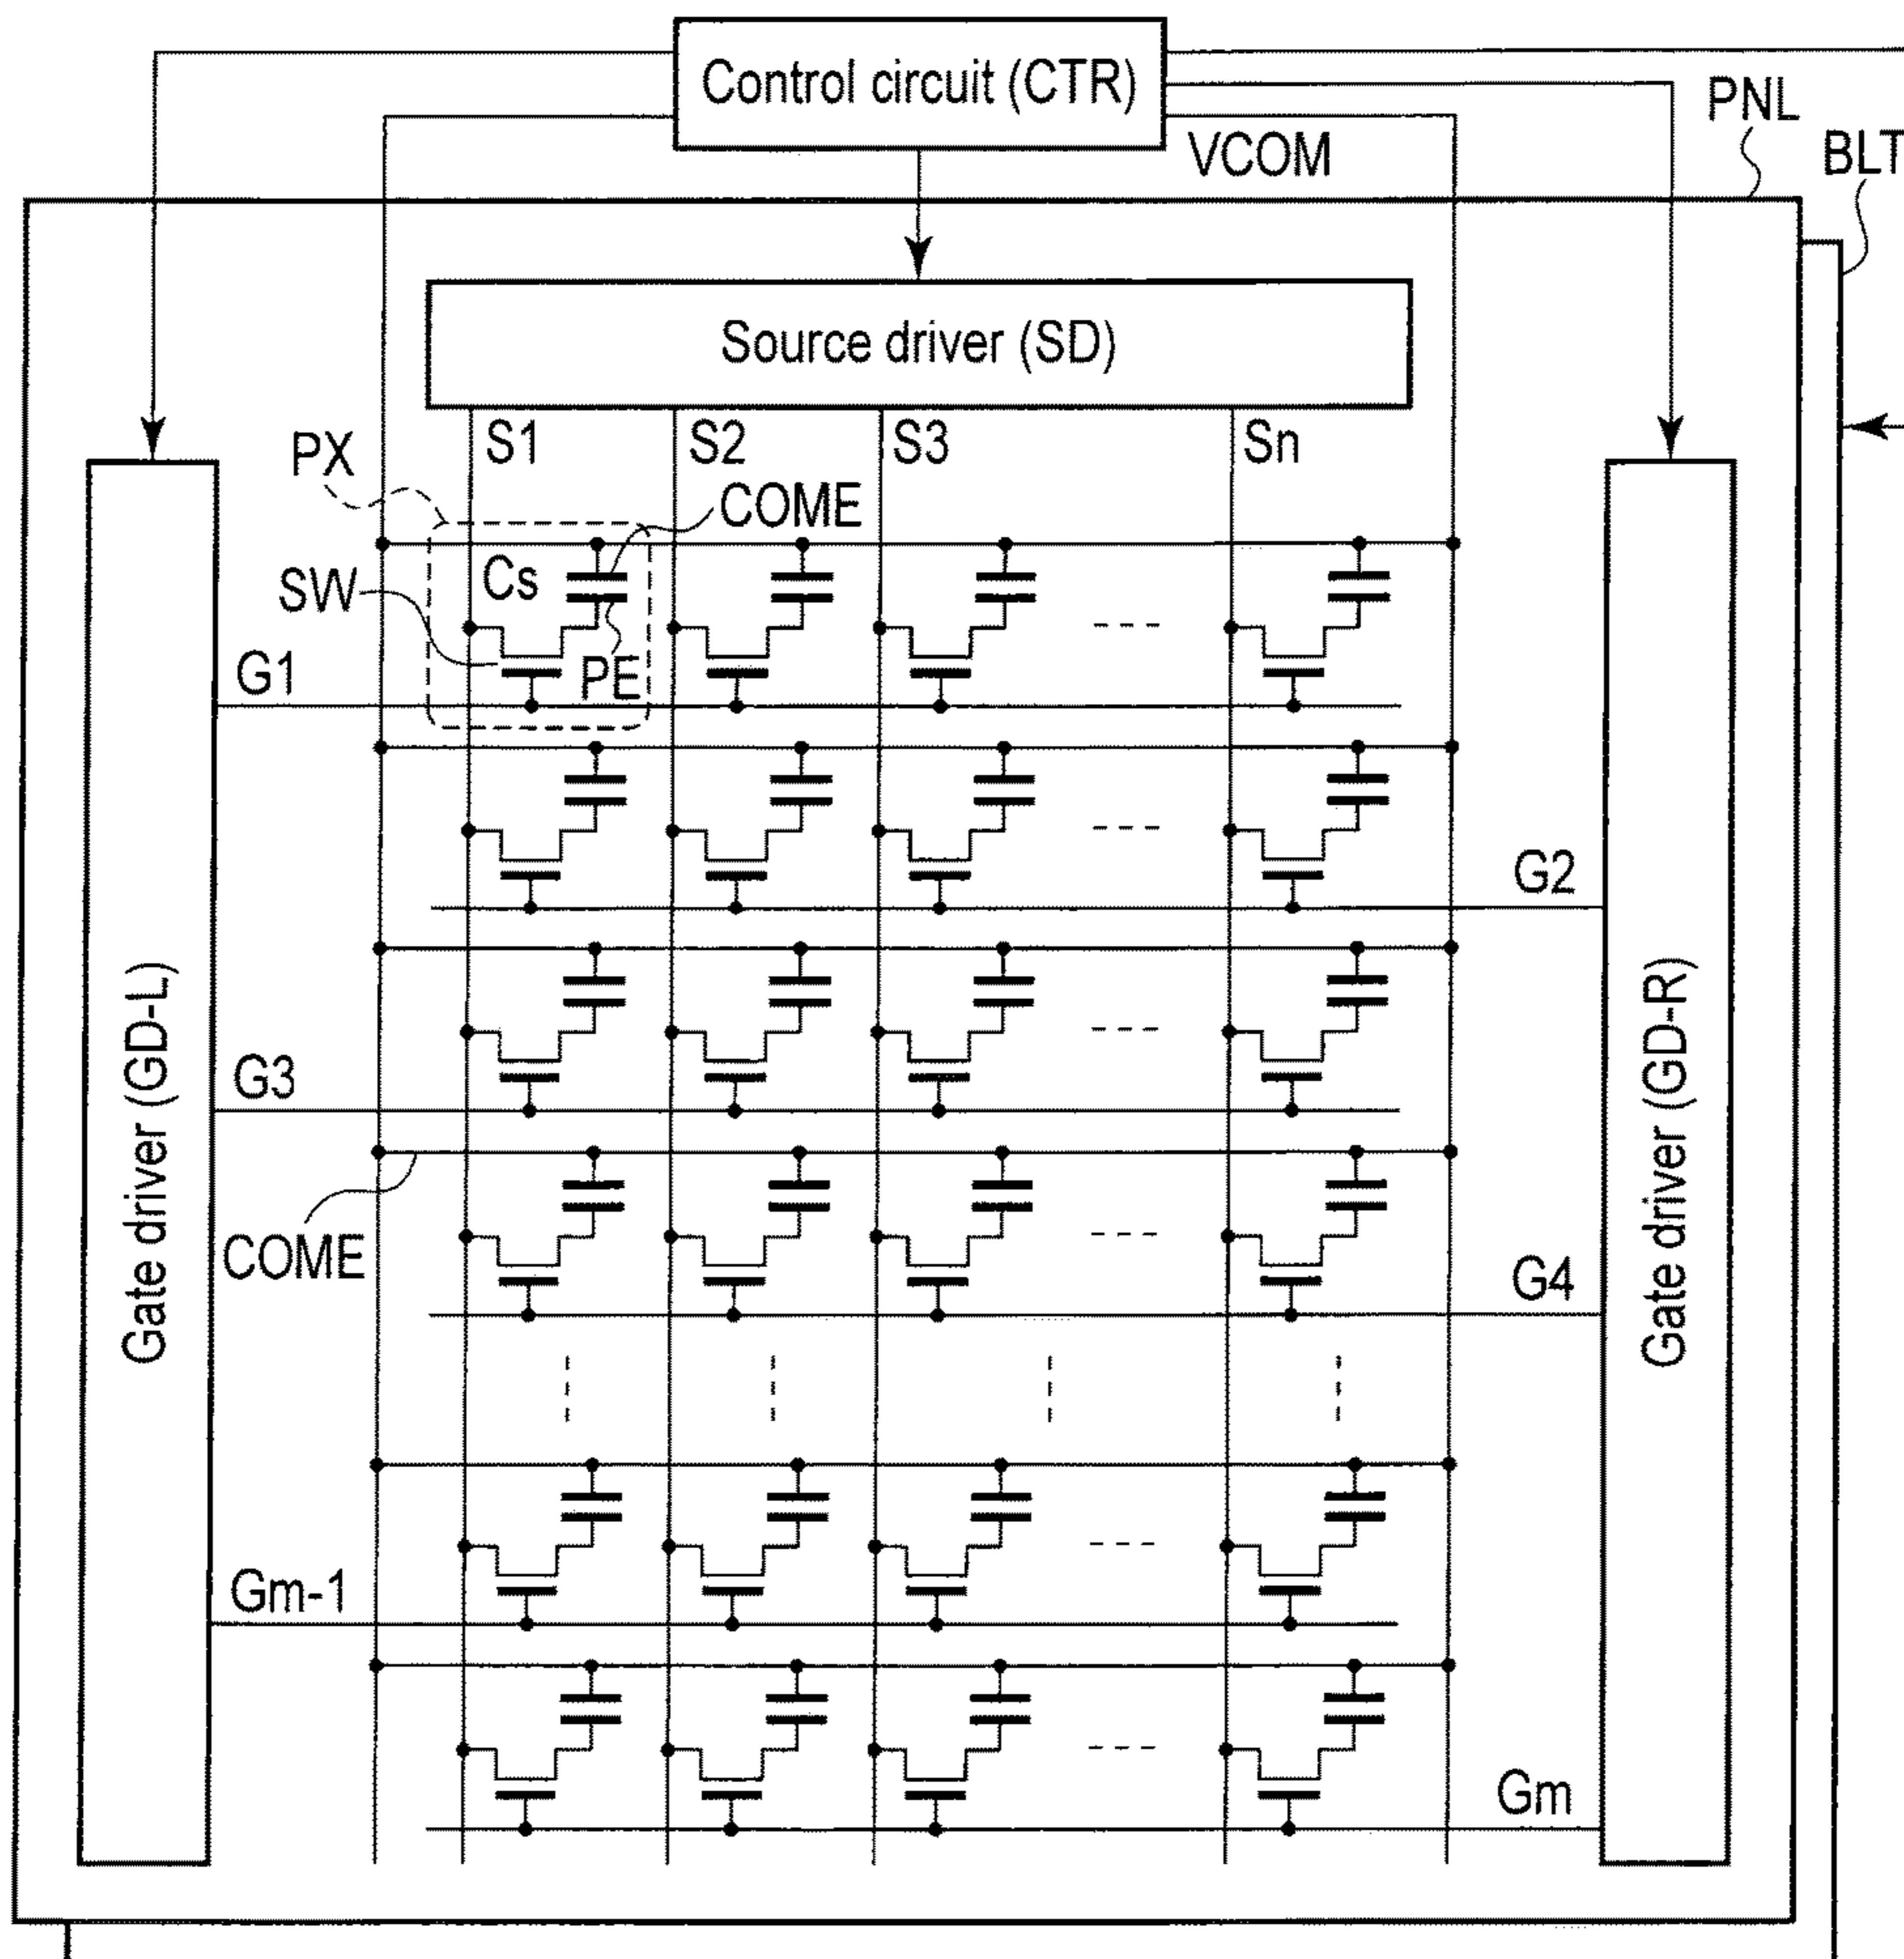 Control circuit (CTR)
PNL
VCOM
BLT
Source driver (SD)
PX
S1
S2
S3
Sn
COME
Cs
SW
PE
G1
G2
Gate driver (GD-L)
Gate driver (GD-R)
G3
COME
G4
Gm-1
Gm